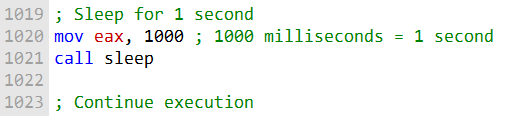 1019 ; Sleep for 1 second
1020 mov eax, 1000 ; 1000 milliseconds = 1 second
1021 call sleep
1022
1023 ; Continue execution